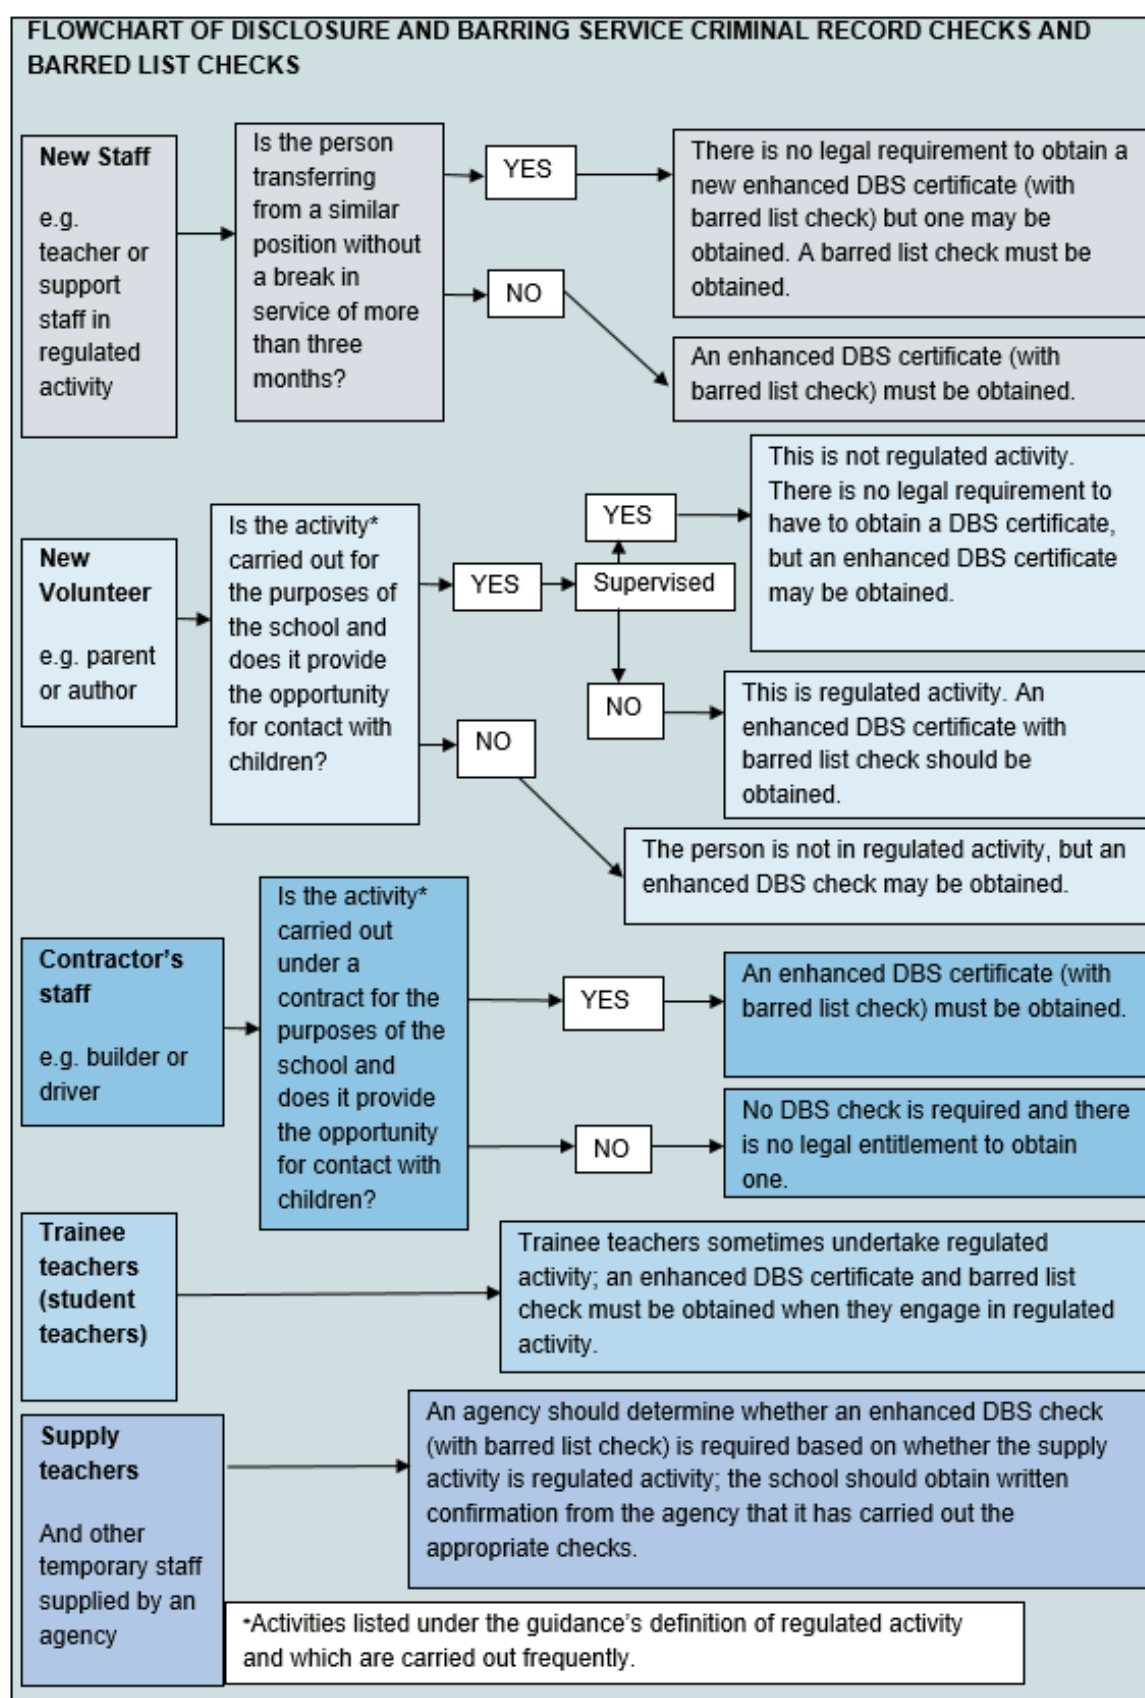 FLOWCHART OF DISCLOSURE AND BARRING SERVICE CRIMINAL RECORD CHECKS AND
BARRED LIST CHECKS
New Staff
e.g.
teacher or
support
staff in
regulated
activity
Is the person
transferring
from a similar
position without
a break in
service of more
than three
months?
YES
There is no legal requirement to obtain a
new enhanced DBS certificate (with
barred list check) but one may be
obtained. A barred list check must be
obtained.
NO
An enhanced DBS certificate (with
barred list check) must be obtained.
New
Volunteer
e.g. parent
or author
Is the activity*
carried out for
the purposes of
the school and
does it provide
the opportunity
for contact with
children?
YES
Supervised
YES
This is not regulated activity.
There is no legal requirement to
have to obtain a DBS certificate,
but an enhanced DBS certificate
may be obtained.
NO
This is regulated activity. An
enhanced DBS certificate with
barred list check should be
obtained.
NO
The person is not in regulated activity, but an
enhanced DBS check may be obtained.
Contractor's
staff
e.g. builder or
driver
Is the activity*
carried out
under a
contract for the
purposes of the
school and
does it provide
the opportunity
for contact with
children?
YES
An enhanced DBS certificate (with
barred list check) must be obtained.
NO
No DBS check is required and there
is no legal entitlement to obtain
one.
Trainee
teachers
(student
teachers)
Trainee teachers sometimes undertake regulated
activity; an enhanced DBS certificate and barred list
check must be obtained when they engage in regulated
activity.
Supply
teachers
And other
temporary staff
supplied by an
agency
An agency should determine whether an enhanced DBS check
(with barred list check) is required based on whether the supply
activity is regulated activity; the school should obtain written
confirmation from the agency that it has carried out the
appropriate checks.
*Activities listed under the guidance's definition of regulated activity
and which are carried out frequently.